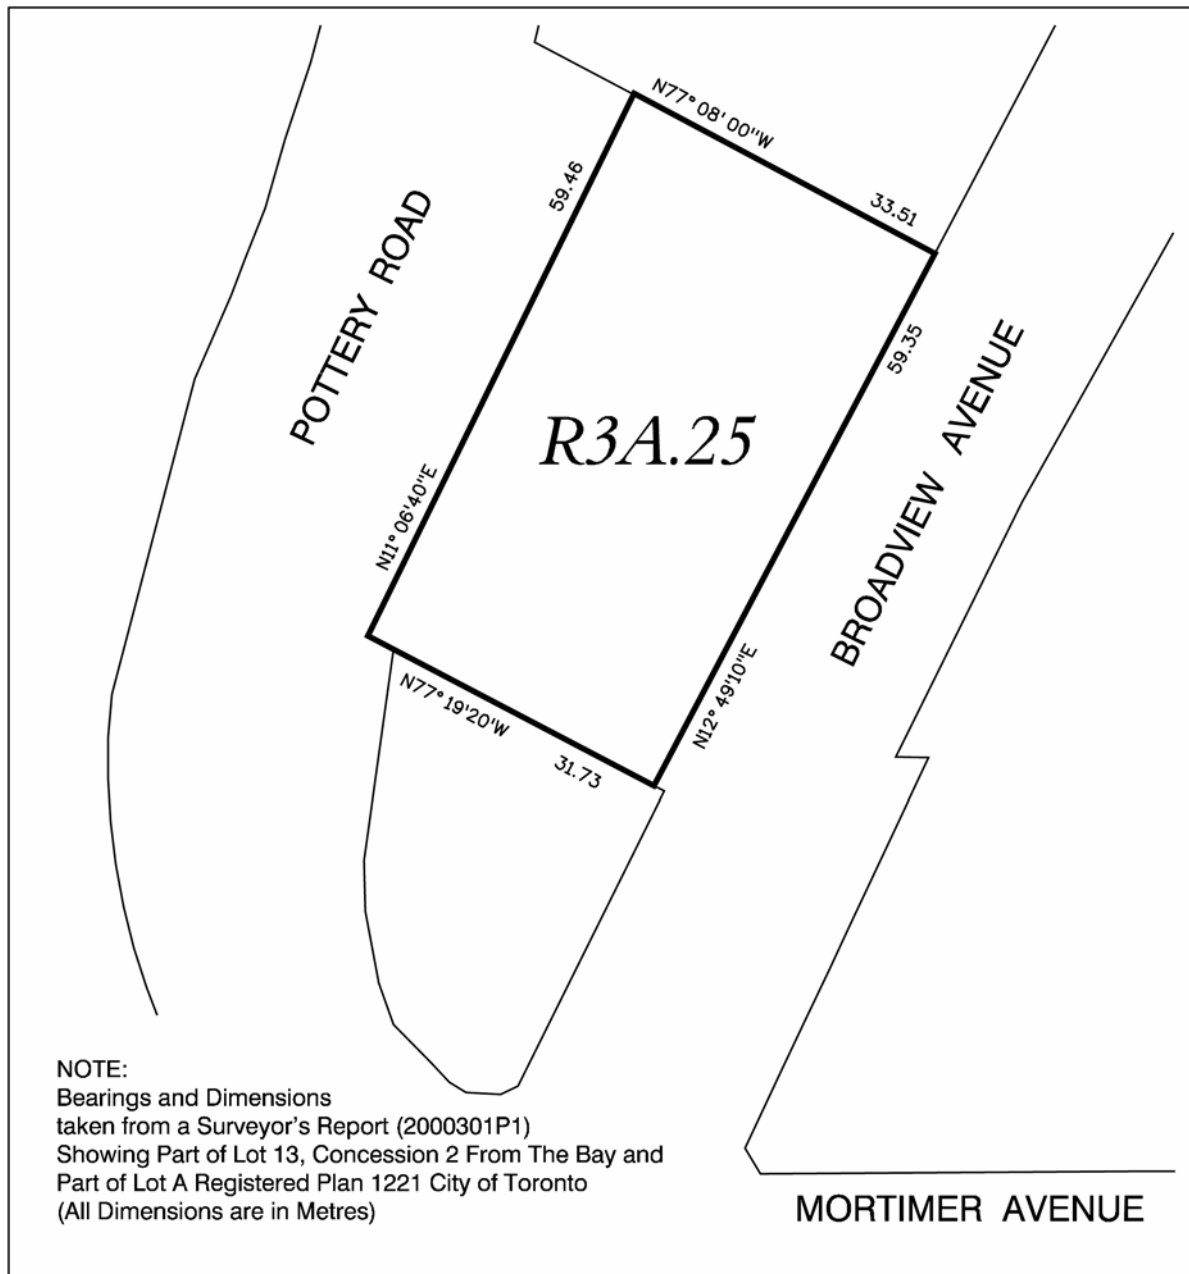 N77° 08' 00"W
33.51
59.46
POTTERY ROAD
59.35
R3A.25
BROADVIEW AVENUE
N11° 06'40"E
N12° 49'10"E
N77° 19'20"W
31.73
NOTE:
Bearings and Dimensions
taken from a Surveyor's Report (2000301P1)
Showing Part of Lot 13, Concession 2 From The Bay and
Part of Lot A Registered Plan 1221 City of Toronto
(All Dimensions are in Metres)
MORTIMER AVENUE